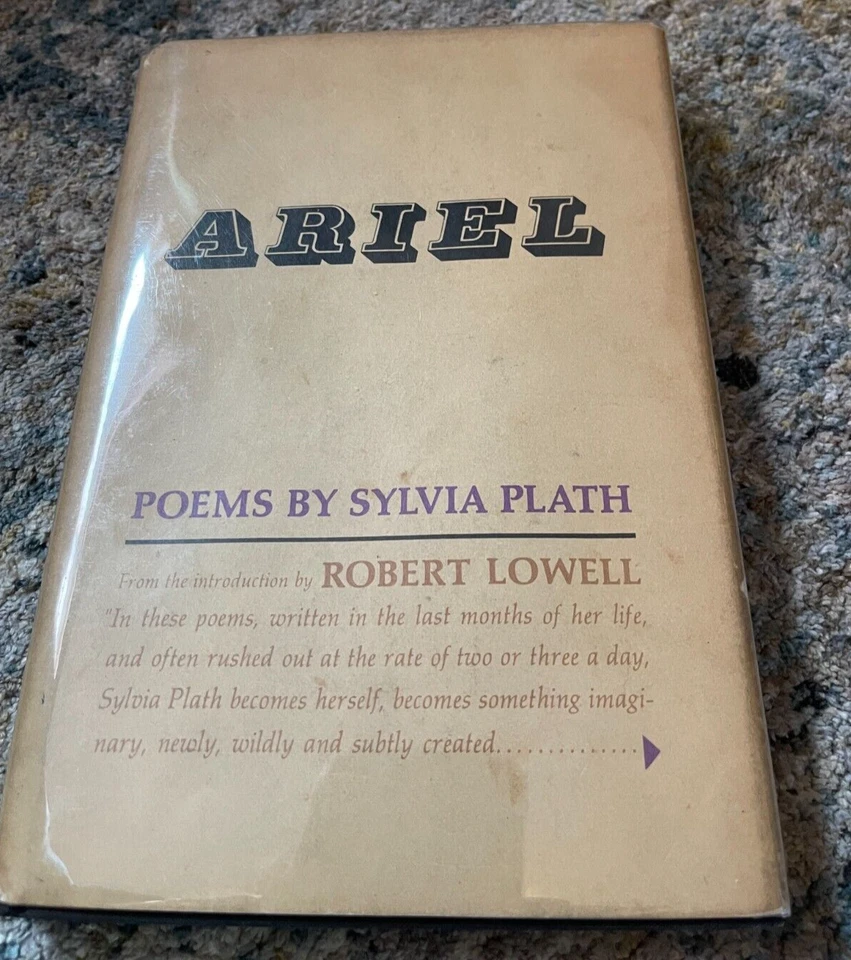 ARIEL
POEMS BY SYLVIA PLATH
From the introduction by ROBERT LOWELL
"In these poems, written in the last months of her life,
and often rushed out at the rate of two or three a day,
Sylvia Plath becomes herself, becomes something imagi-
nary, newly, wildly and subtly created..............